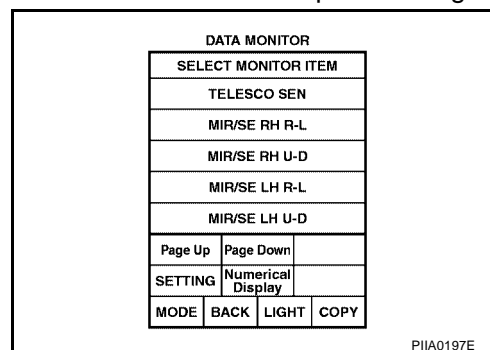 DATA MONITOR
SELECT MONITOR ITEM
TELESCO SEN
MIR/SE RH R-L
MIR/SE RH U-D
MIR/SE LH R-L
MIR/SE LH U-D
Page Up Page Down
SETTING Numerical Display
MODE BACK LIGHT COPY
PIIA0197E